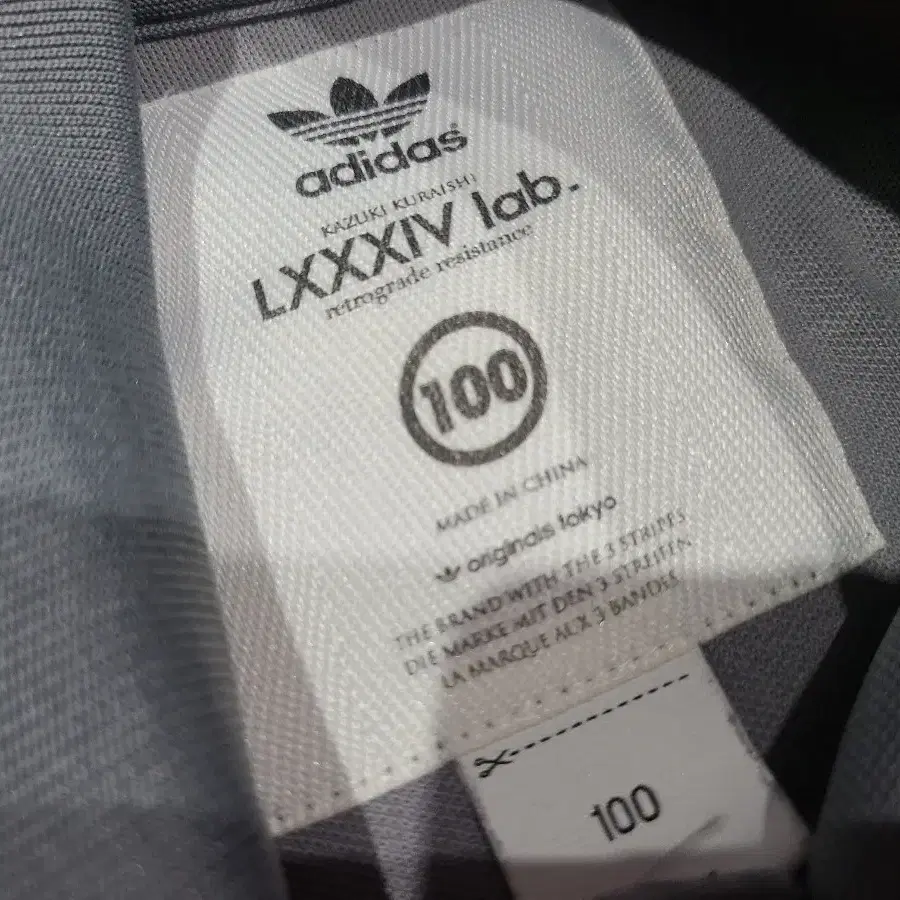 adidas®
KAZUKI KURAISHI
LXXXIV lab.
retrograde resistance
100
MADE IN CHINA
originals tokyo
THE BRAND WITH THE 3 STRIPES
DIE MARKE MIT DEN 3 STREIFEN
LA MARQUE AUX 3 BANDES
100